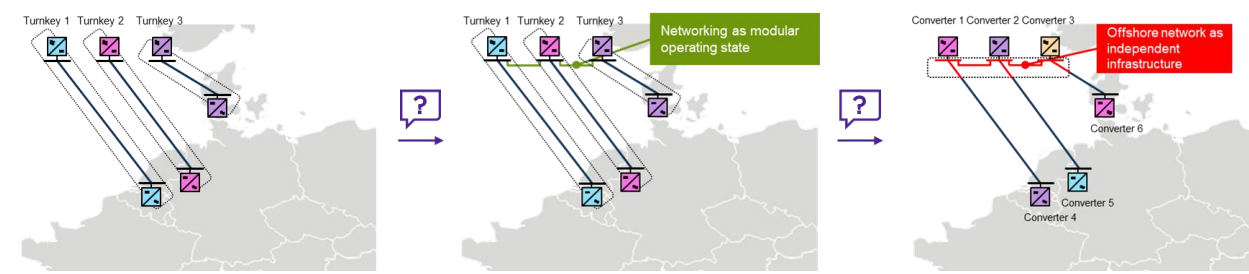 Turnkey 1 Turnkey 2 Turnkey 3
Turnkey 1 Turnkey 2 Turnkey 3
Networking as modular
operating state
Converter 1 Converter 2 Converter 3
Offshore network as
independent
infrastructure
?
?
Converter 6
Converter 5
Converter 4